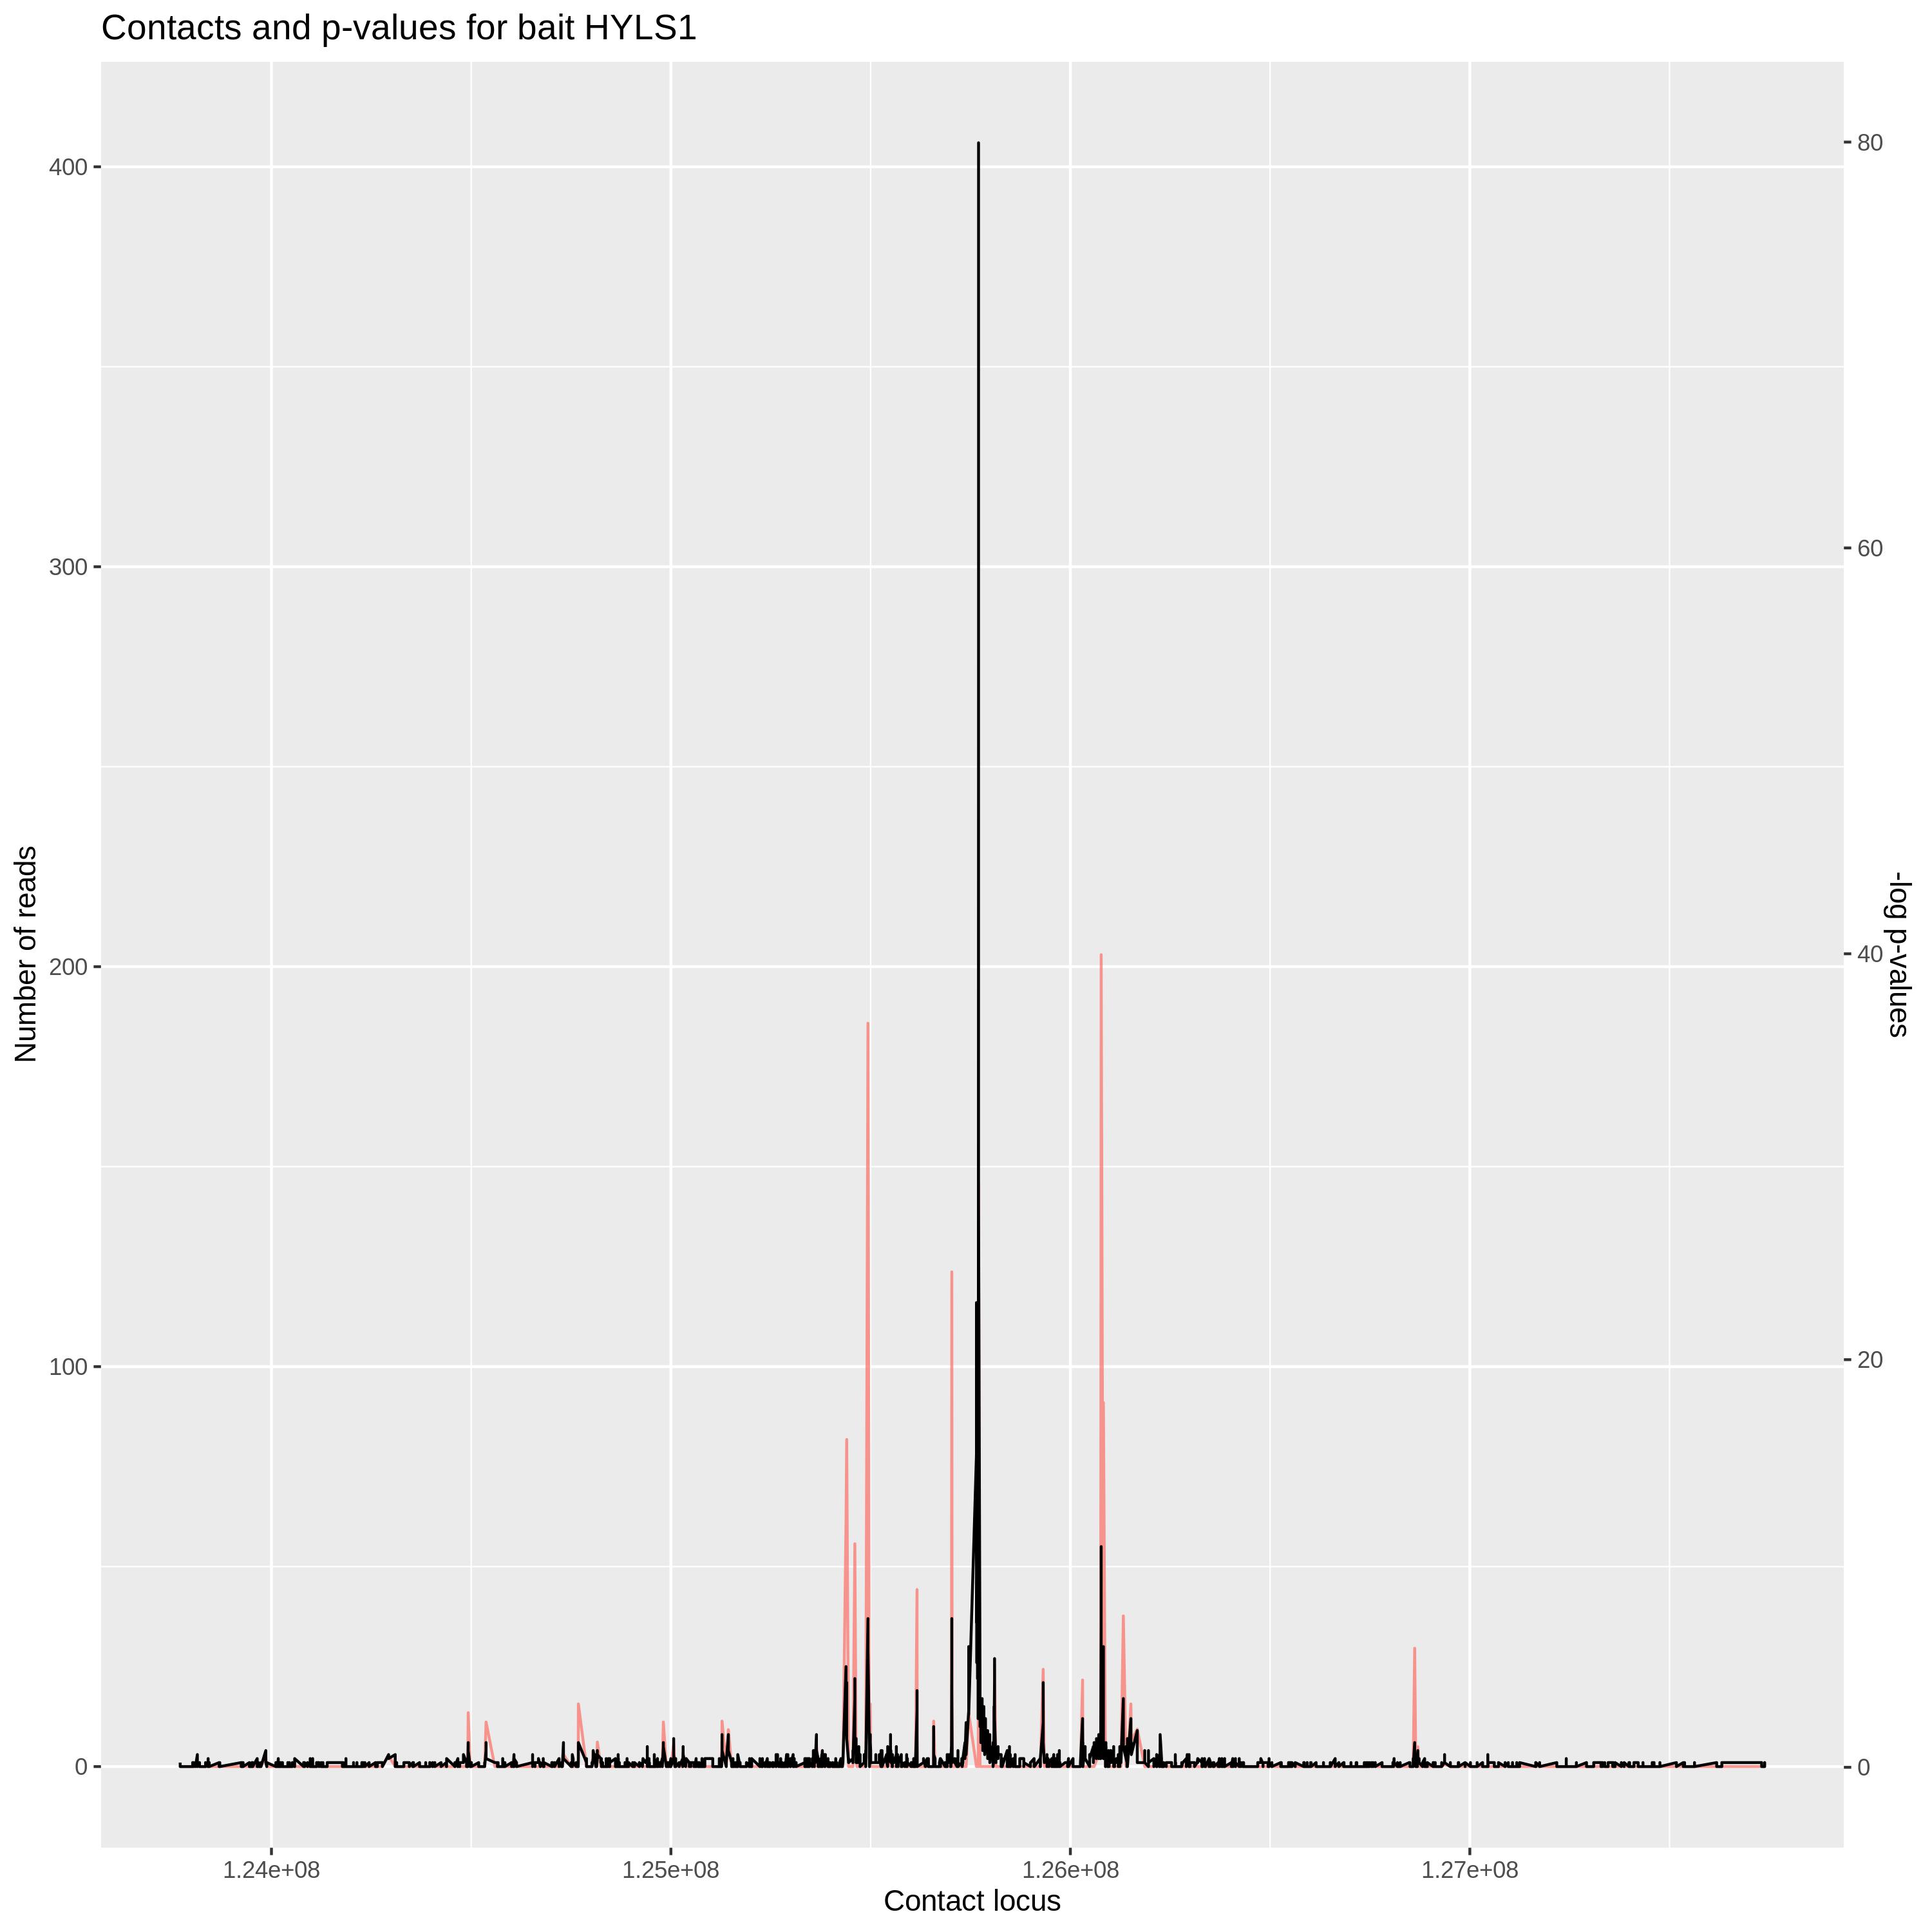 Contacts and p-values for bait HYLS1
400
300
200
100
0
Number of reads
80
60
40
20
0
-log p-values
1.24e+08 1.25e+08 1.26e+08 1.27e+08
Contact locus